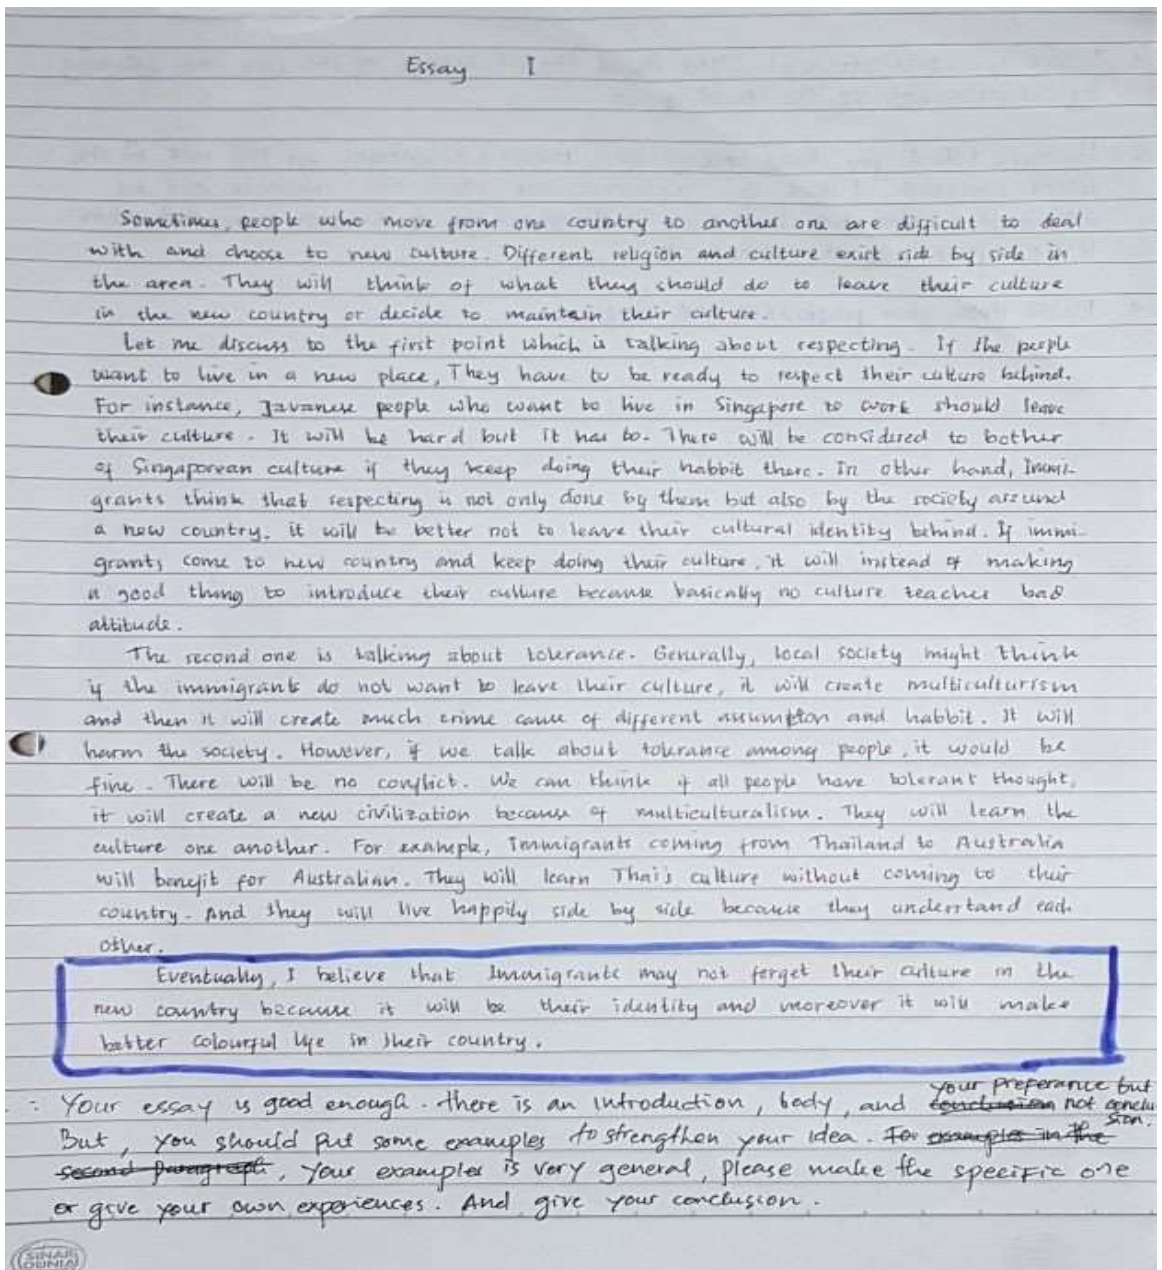 Essay I
Sometimes, people who move from one country to another one are difficult to deal
with and choose to new culture. Different religion and culture exist side by side in
the area. They will think of what they should do to leave their culture
in the new country or decide to maintain their culture.
Let me discuss to the first point which is talking about respecting. If the people
want to live in a new place, They have to be ready to respect their culture behind.
For instance, Javanese people who want to live in Singapore to work should leave
their culture. It will be hard but it has to. There will be considered to bother
of Singaporean culture if they keep doing their habbit there. In other hand, Immi-
grants think that respecting is not only done by them but also by the society around
a new country. it will be better not to leave their cultural identity behind. If immi-
grants come to new country and keep doing their culture, it will instead of making
a good thing to introduce their culture because basically no culture teaches bad
attitude.
The second one is talking about tolerance. Generally, local society might think
if the immigrants do not want to leave their culture, it will create multiculturism
and then it will create much crime cause of different assumption and habbit. It will
harm the society. However, if we talk about tolerance among people, it would be
fine. There will be no conflict. We can think if all people have tolerant thought,
it will create a new civilization because of multiculturalism. They will learn the
culture one another. For example, Immigrants coming from Thailand to Australia
will benefit for Australian. They will learn Thai's culture without coming to their
country. And they will live happily side by side because they understand each
other.
Eventually, I believe that Immigrants may not forget their culture in the
new country because it will be their identity and moreover it will make
better colourful life in their country.
your preferance but
: Your essay is good enough. there is an introduction, body, and conclusion not conclusion.
But, you should put some examples to strengthen your idea. For examples in the
second paragraph, Your examples is very general, please make the specific one
or give your own experiences. And give your conclusion.
SINAR
DUNIA